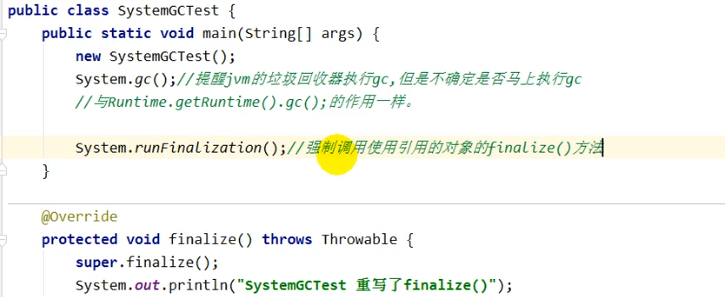 public class SystemGCTest {
public static void main(String[] args) {
new SystemGCTest();
System.gc();//提醒jvm的垃圾回收器执行gc,但是不确定是否马上执行gc
//与Runtime.getRuntime().gc();的作用一样。
System.runFinalization();//强制调用使用引用的对象的finalize()方法
}
@Override
protected void finalize() throws Throwable {
super.finalize();
System.out.println("SystemGCTest 重写了finalize()");